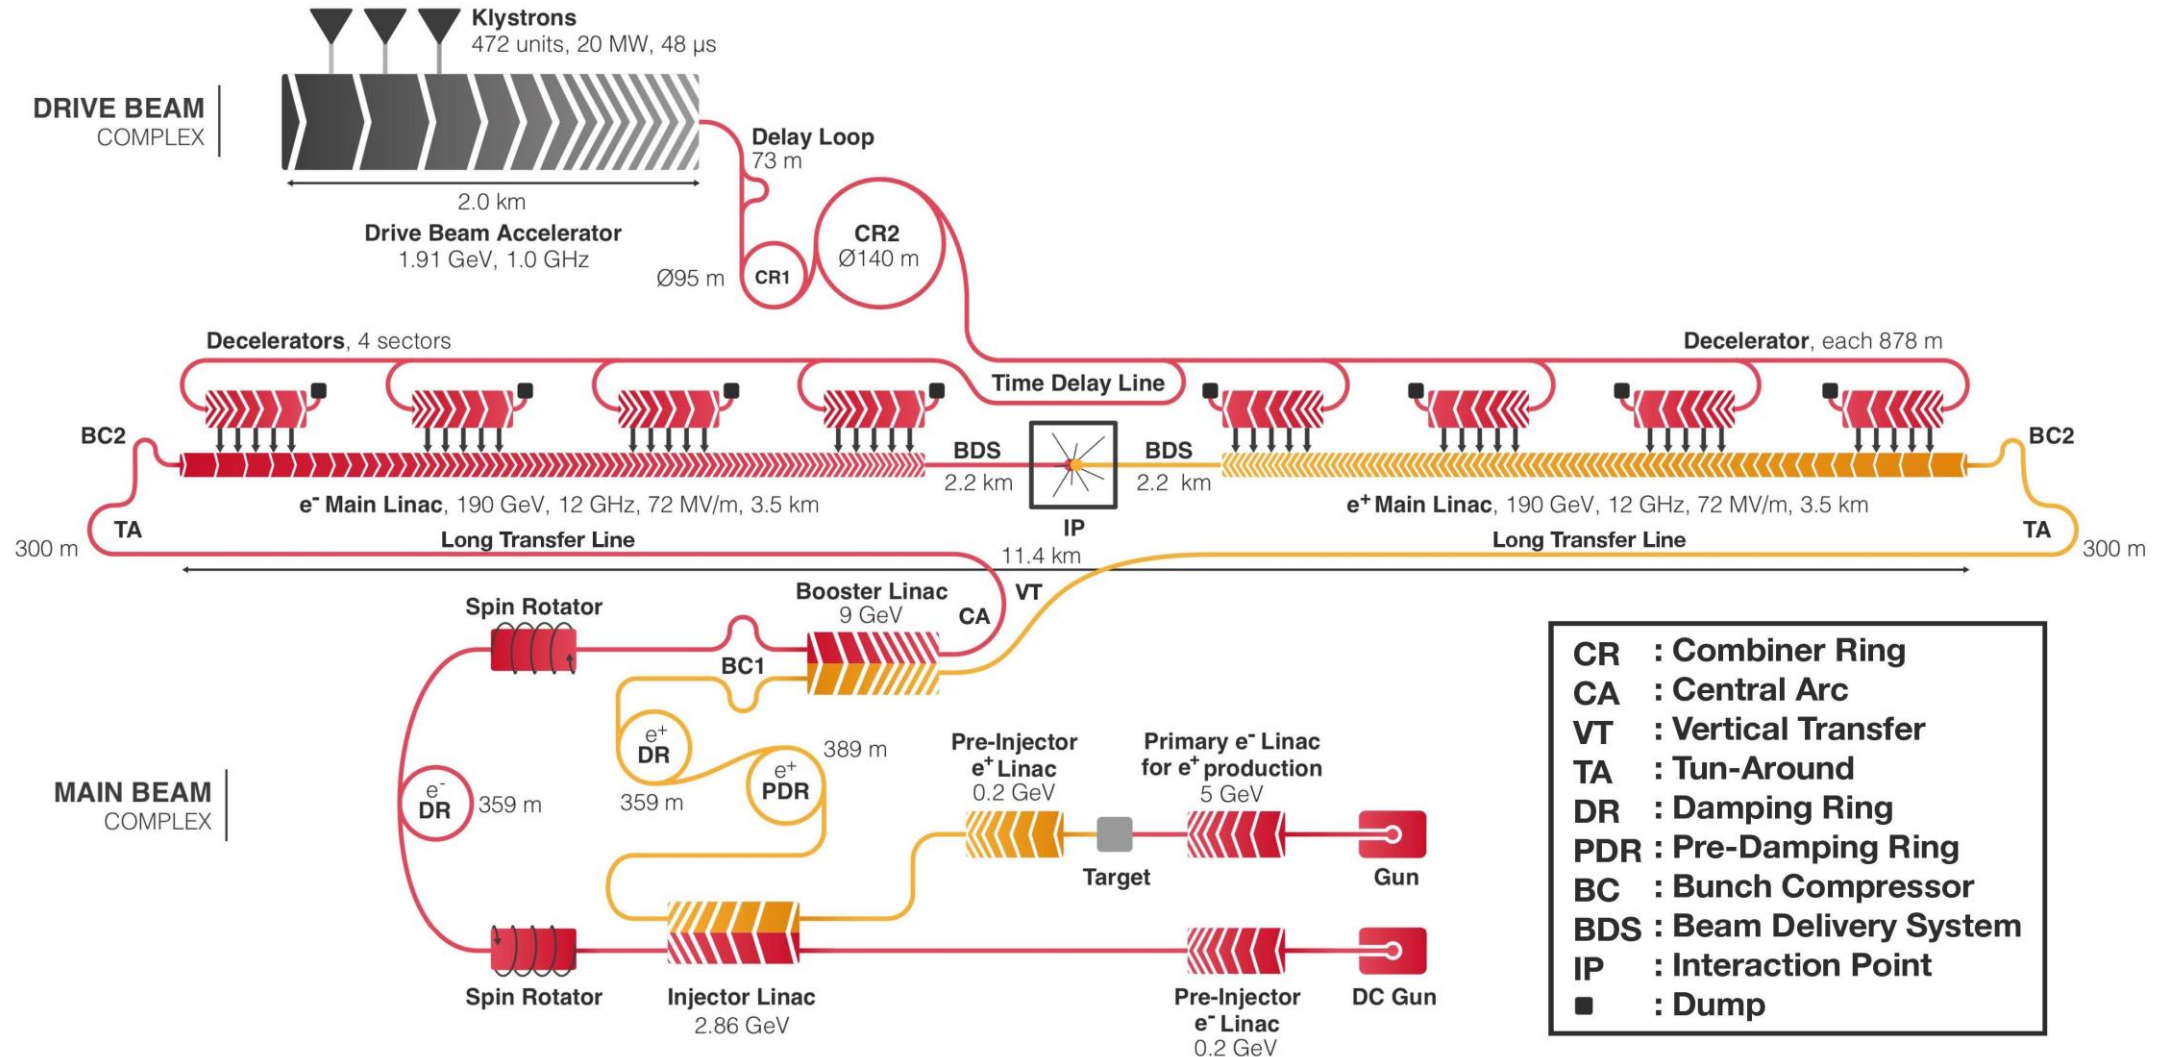 Klystrons
472 units, 20 MW, 48 µs
DRIVE BEAM
COMPLEX
Delay Loop
73 m
2.0 km
Drive Beam Accelerator
1.91 GeV, 1.0 GHz
CR2
Ø140 m
Ø95 m
CR1
Decelerators, 4 sectors
Decelerator, each 878 m
Time Delay Line
BC2
BDS
BDS
BC2
2.2 km
2.2 km
e⁻ Main Linac, 190 GeV, 12 GHz, 72 MV/m, 3.5 km
e⁺ Main Linac, 190 GeV, 12 GHz, 72 MV/m, 3.5 km
IP
TA
TA
300 m
Long Transfer Line
Long Transfer Line
300 m
11.4 km
Spin Rotator
Booster Linac
9 GeV
CA
VT
BC1
e⁺
DR
359 m
389 m
e⁺
PDR
MAIN BEAM
COMPLEX
e⁻
DR
359 m
Pre-Injector
e⁺ Linac
0.2 GeV
Primary e⁻ Linac
for e⁺ production
5 GeV
Target
Gun
Spin Rotator
Injector Linac
2.86 GeV
Pre-Injector
e⁻ Linac
0.2 GeV
DC Gun
CR : Combiner Ring
CA : Central Arc
VT : Vertical Transfer
TA : Tun-Around
DR : Damping Ring
PDR : Pre-Damping Ring
BC : Bunch Compressor
BDS : Beam Delivery System
IP : Interaction Point
: Dump